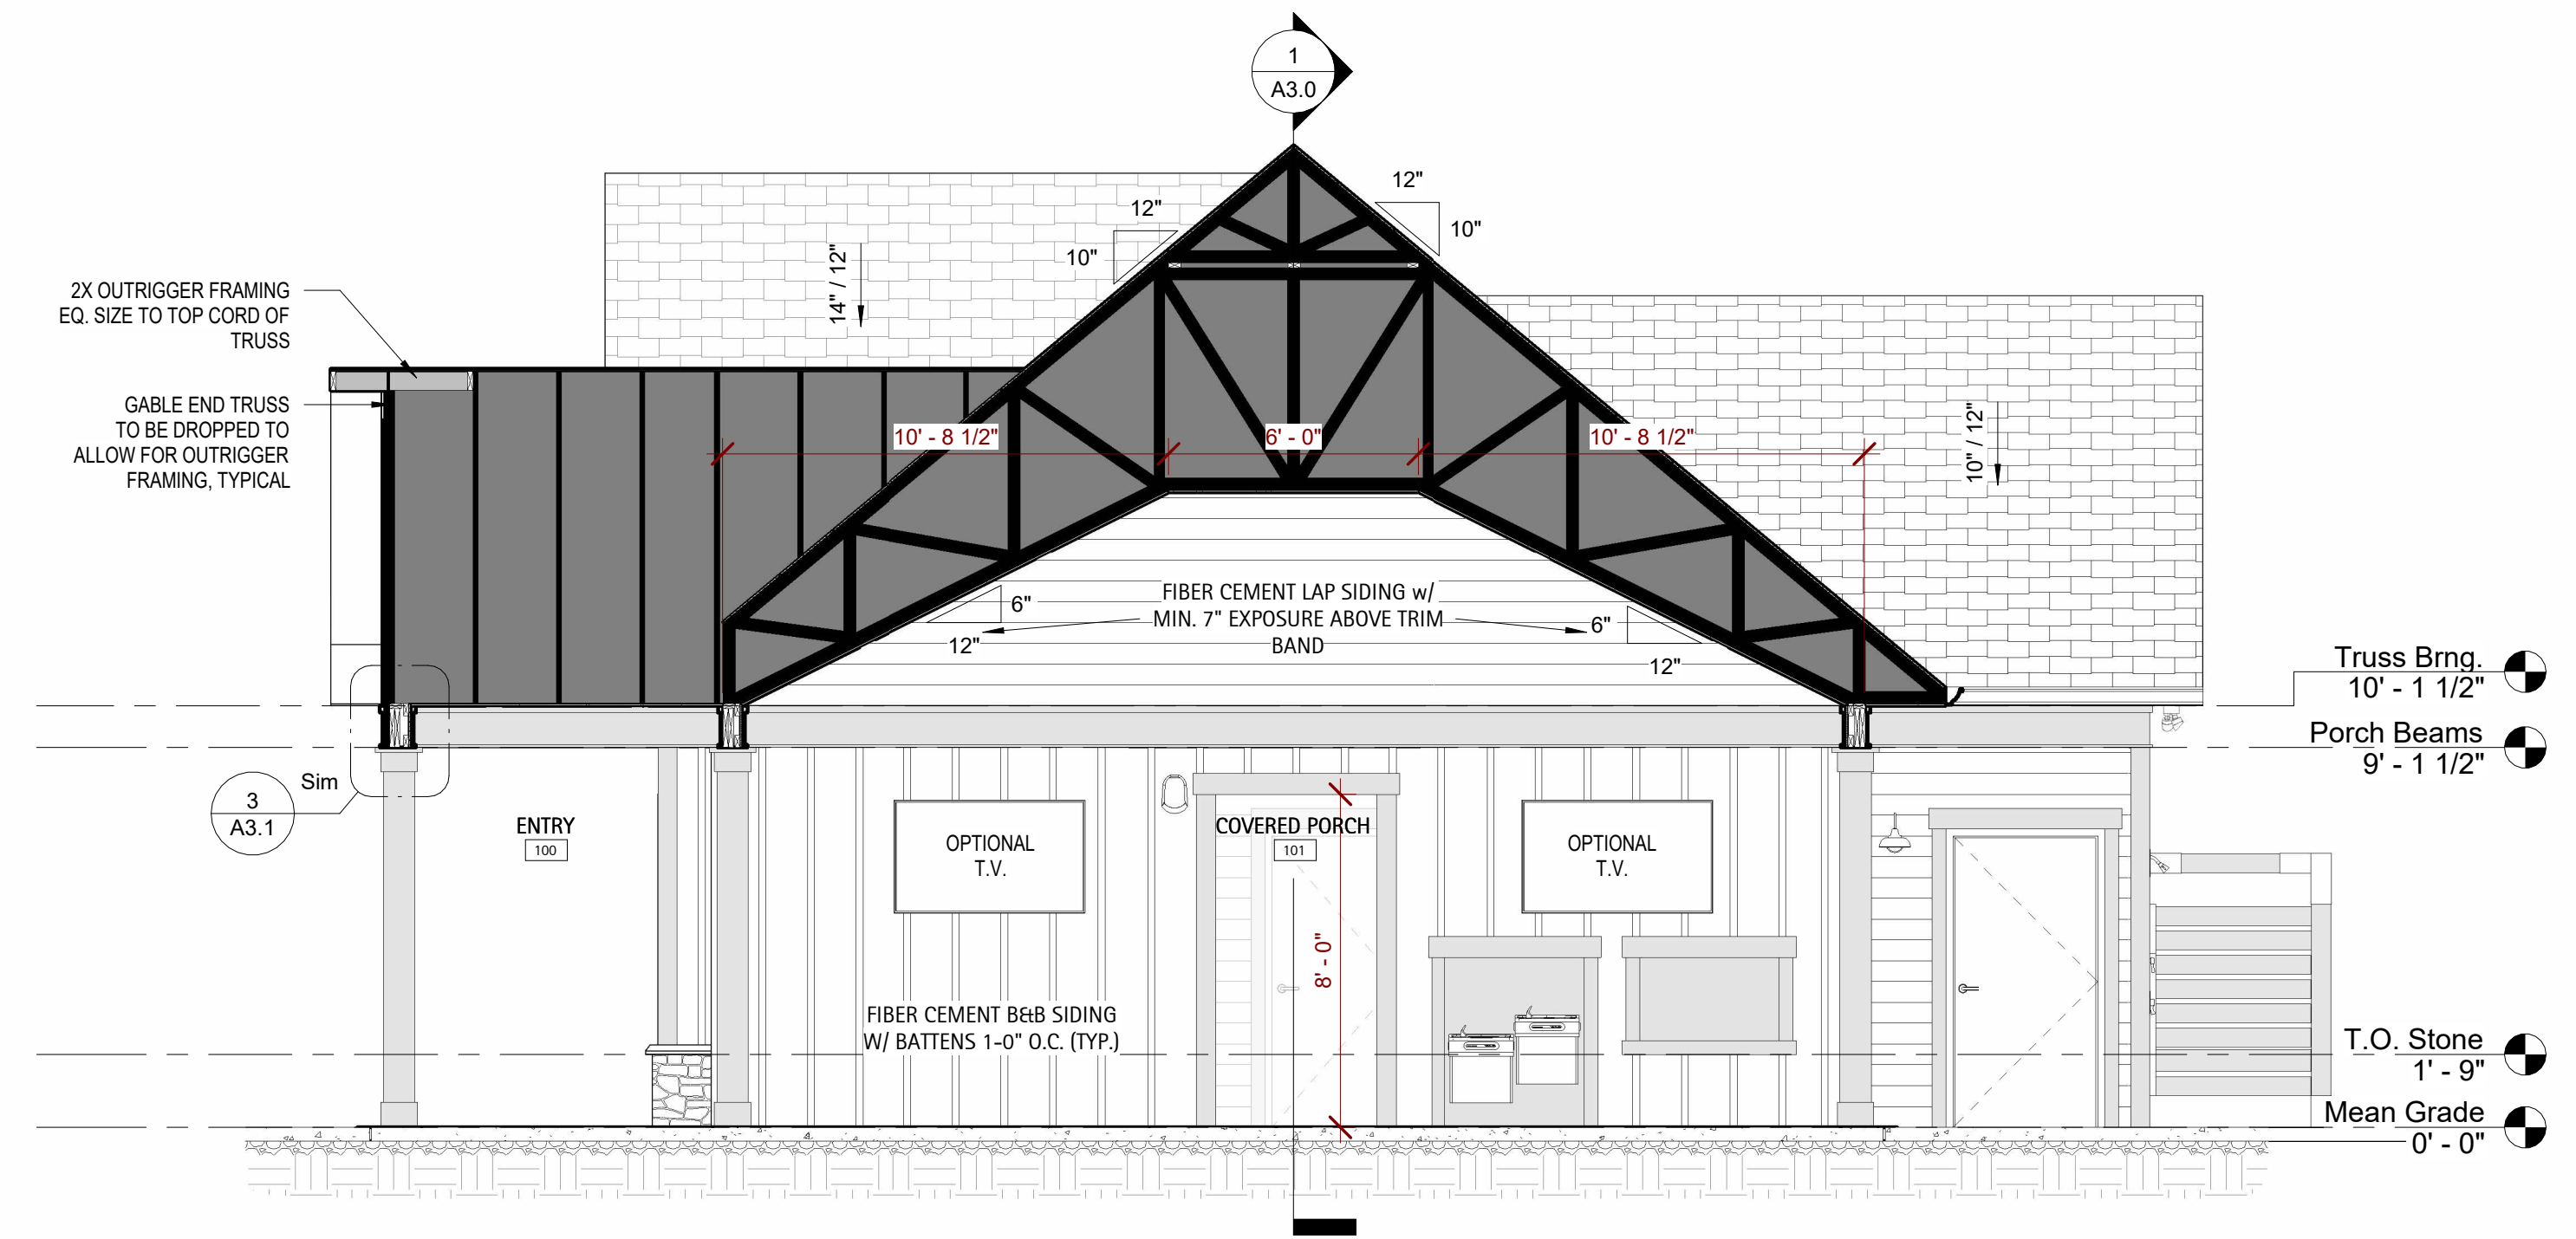 1
A3.0
12"
10"
12"
10"
14" / 12"
2X OUTRIGGER FRAMING
EQ. SIZE TO TOP CORD OF
TRUSS
GABLE END TRUSS
TO BE DROPPED TO
ALLOW FOR OUTRIGGER
FRAMING, TYPICAL
10' - 8 1/2"
6' - 0"
10' - 8 1/2"
10" / 12"
6"
12"
FIBER CEMENT LAP SIDING w/
MIN. 7" EXPOSURE ABOVE TRIM
BAND
6"
12"
Truss Brng.
10' - 1 1/2"
Porch Beams
9' - 1 1/2"
Sim
3
A3.1
ENTRY
100
OPTIONAL
T.V.
COVERED PORCH
101
OPTIONAL
T.V.
8' - 0"
FIBER CEMENT B&B SIDING
W/ BATTENS 1-0" O.C. (TYP.)
T.O. Stone
1' - 9"
Mean Grade
0' - 0"